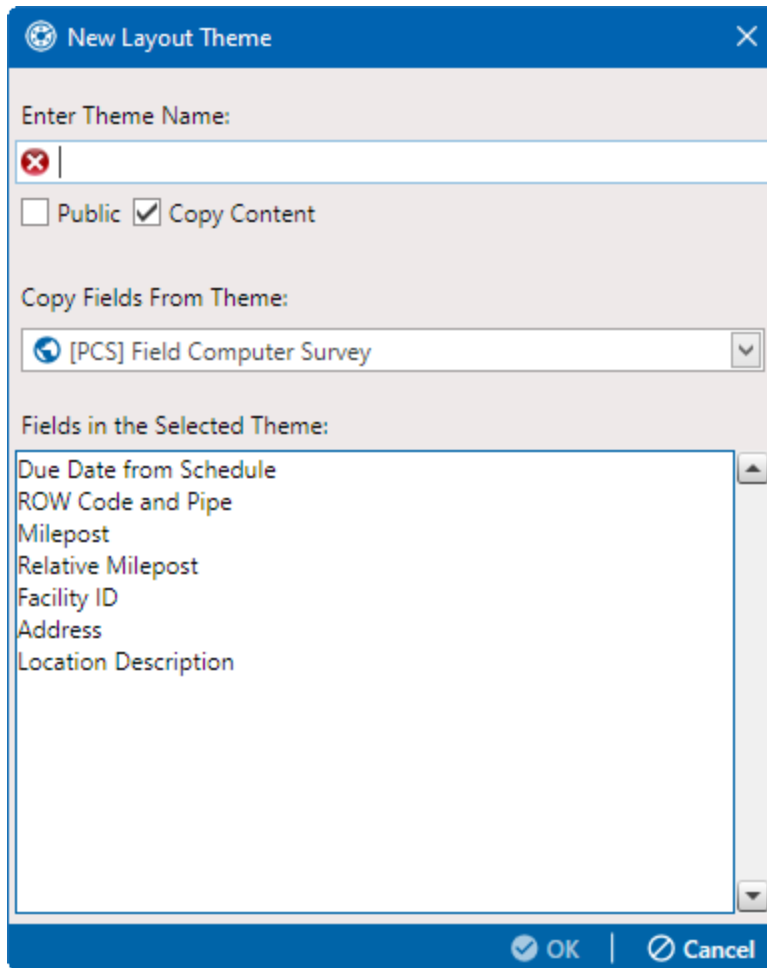 New Layout Theme
Enter Theme Name:
Public Copy Content
Copy Fields From Theme:
[PCS] Field Computer Survey
Fields in the Selected Theme:
Due Date from Schedule
ROW Code and Pipe
Milepost
Relative Milepost
Facility ID
Address
Location Description
OK | Cancel